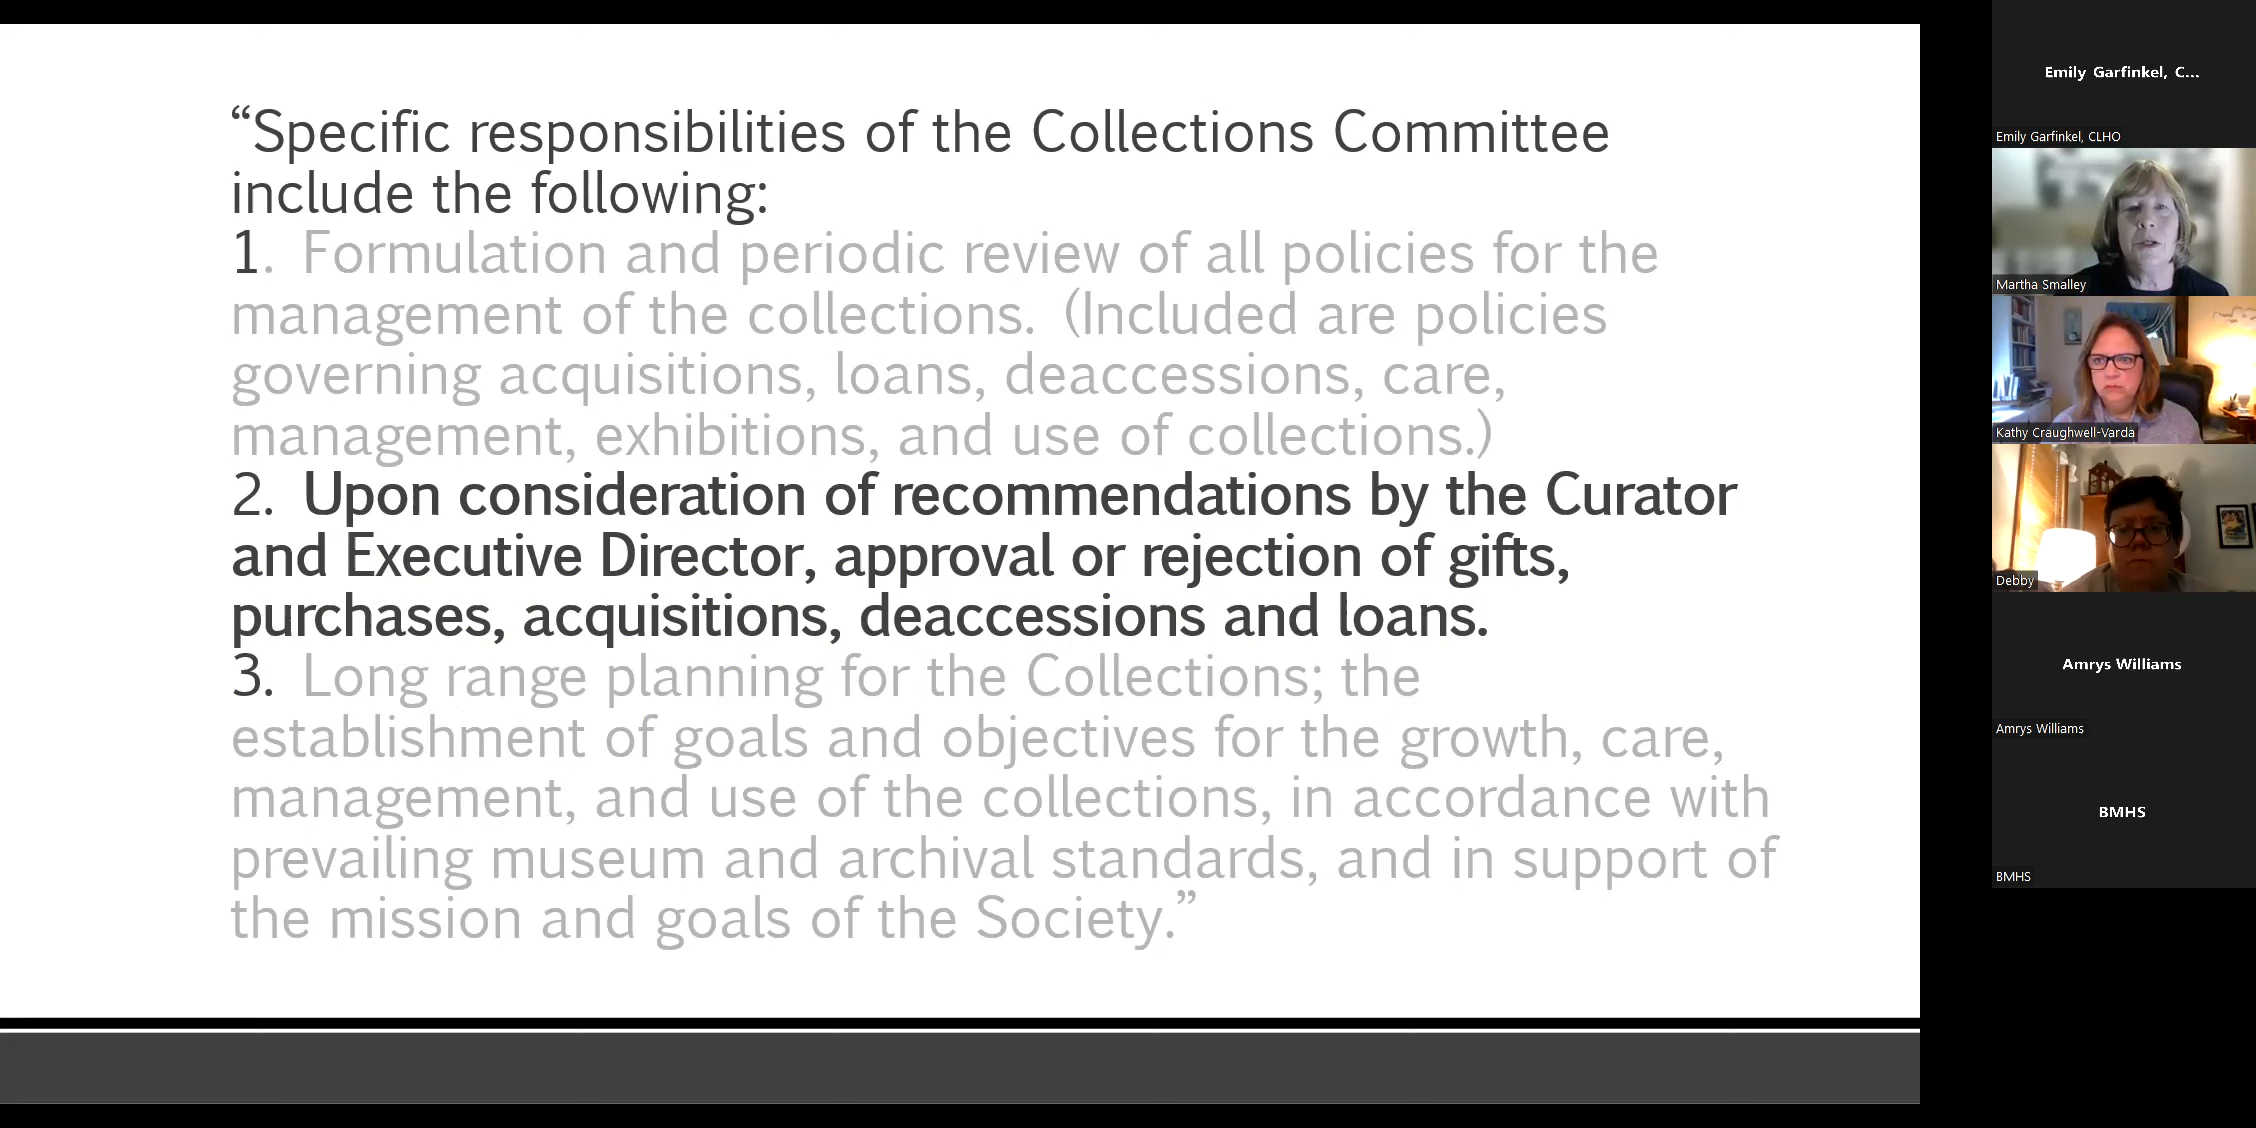 “Specific responsibilities of the Collections Committee
include the following:
1. Formulation and periodic review of all policies for the
management of the collections. (Included are policies
governing acquisitions, loans, deaccessions, care,
management, exhibitions, and use of collections.)
2. Upon consideration of recommendations by the Curator
and Executive Director, approval or rejection of gifts,
purchases, acquisitions, deaccessions and loans.
3. Long range planning for the Collections; the
establishment of goals and objectives for the growth, care,
management, and use of the collections, in accordance with
prevailing museum and archival standards, and in support of
the mission and goals of the Society.”
Emily Garfinkel, C...
Emily Garfinkel, CLHO
Martha Smalley
Kathy Craughwell-Varda
Debby
Amrys Williams
Amrys Williams
BMHS
BMHS